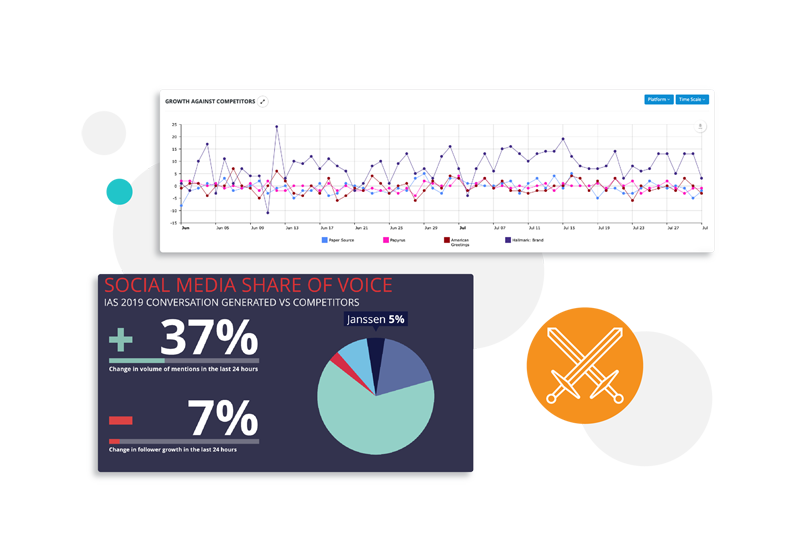 GROWTH AGAINST COMPETITORS
Platform
Time Scale
25
20
15
10
5
0
-5
-10
-15
Jun
Jun 05
Jun 09
Jun 13
Jun 17
Jun 21
Jun 25
Jun 29
Jul
Jul 05
Jul 11
Jul 15
Jul 19
Jul 23
Jul 27
Jul
Paper Source
Papyrus
American
Greetings
Hallmark: Brand
SOCIAL MEDIA SHARE OF VOICE
IAS 2019 CONVERSATION GENERATED VS COMPETITORS
Janssen 5%
+ 37%
Change in volume of mentions in the last 24 hours
- 7%
Change in follower growth in the last 24 hours